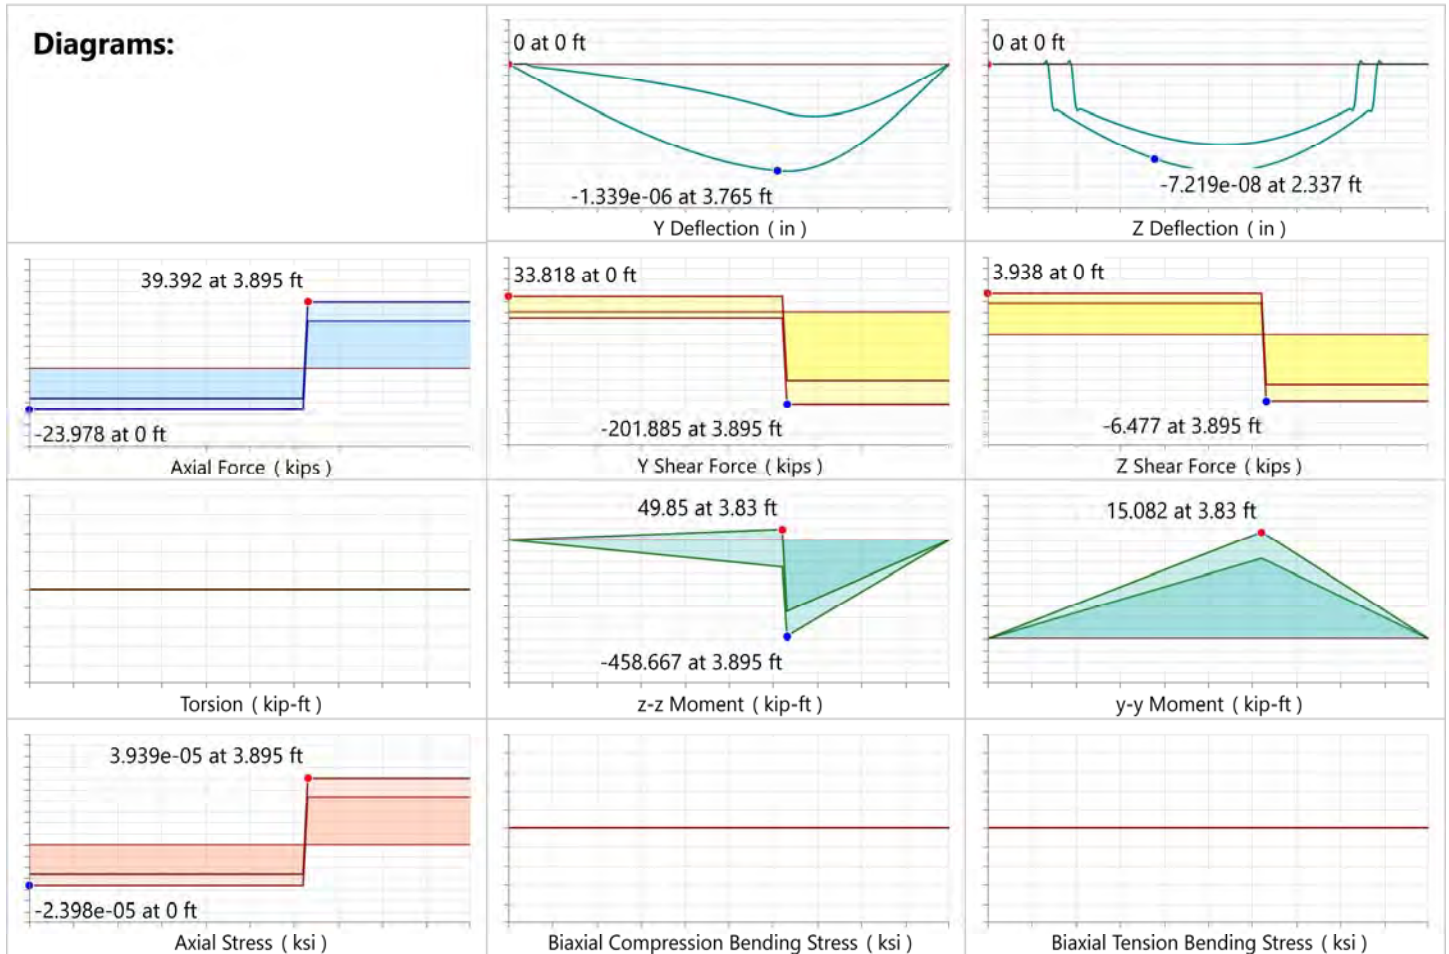 Diagrams:
0 at 0 ft
-1.339e-06 at 3.765 ft
Y Deflection ( in )
0 at 0 ft
-7.219e-08 at 2.337 ft
Z Deflection ( in )
39.392 at 3.895 ft
-23.978 at 0 ft
Axial Force ( kips )
33.818 at 0 ft
-201.885 at 3.895 ft
Y Shear Force ( kips )
3.938 at 0 ft
-6.477 at 3.895 ft
Z Shear Force ( kips )
Torsion ( kip-ft )
49.85 at 3.83 ft
-458.667 at 3.895 ft
z-z Moment ( kip-ft )
15.082 at 3.83 ft
y-y Moment ( kip-ft )
3.939e-05 at 3.895 ft
-2.398e-05 at 0 ft
Axial Stress ( ksi )
Biaxial Compression Bending Stress ( ksi )
Biaxial Tension Bending Stress ( ksi )